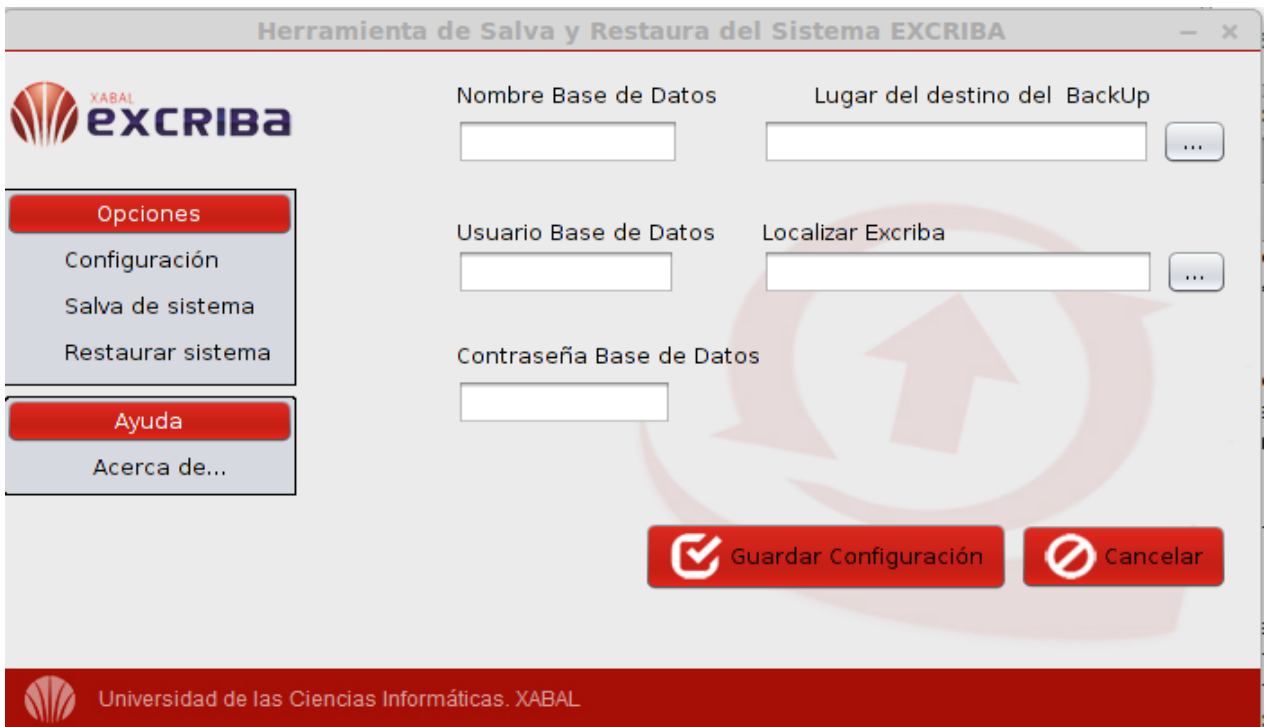 Herramienta de Salva y Restaura del Sistema EXCRIBA
XABAL
excriba
Opciones
Configuración
Salva de sistema
Restaurar sistema
Ayuda
Acerca de...
Nombre Base de Datos
Lugar del destino del BackUp
...
Usuario Base de Datos
Localizar Excriba
...
Contraseña Base de Datos
Guardar Configuración
Cancelar
Universidad de las Ciencias Informáticas. XABAL